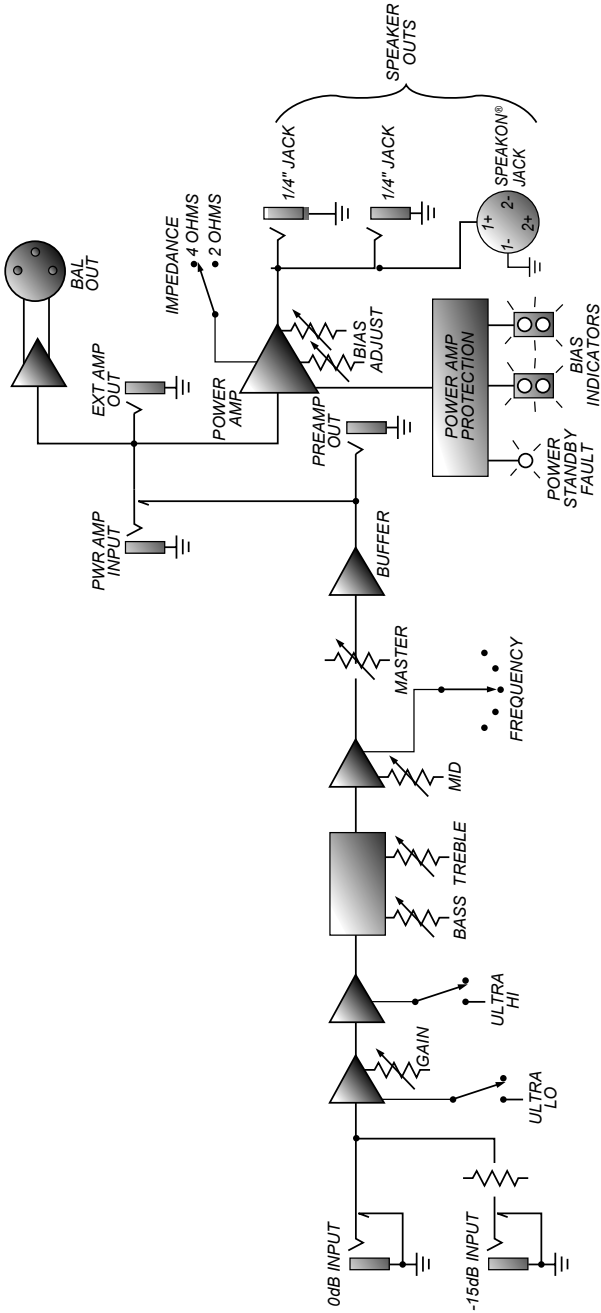 0dB INPUT
-15dB INPUT
ULTRA
LO
GAIN
ULTRA
HI
BASS
TREBLE
MID
FREQUENCY
MASTER
BUFFER
PWR AMP
INPUT
EXT AMP
OUT
BAL
OUT
PREAMP
OUT
POWER
AMP
IMPEDANCE
4 OHMS
2 OHMS
BIAS
ADJUST
POWER AMP
PROTECTION
POWER
STANDBY
FAULT
BIAS
INDICATORS
1/4" JACK
1/4" JACK
1+
1-
2-
2+
SPEAKON®
JACK
SPEAKER
OUTS